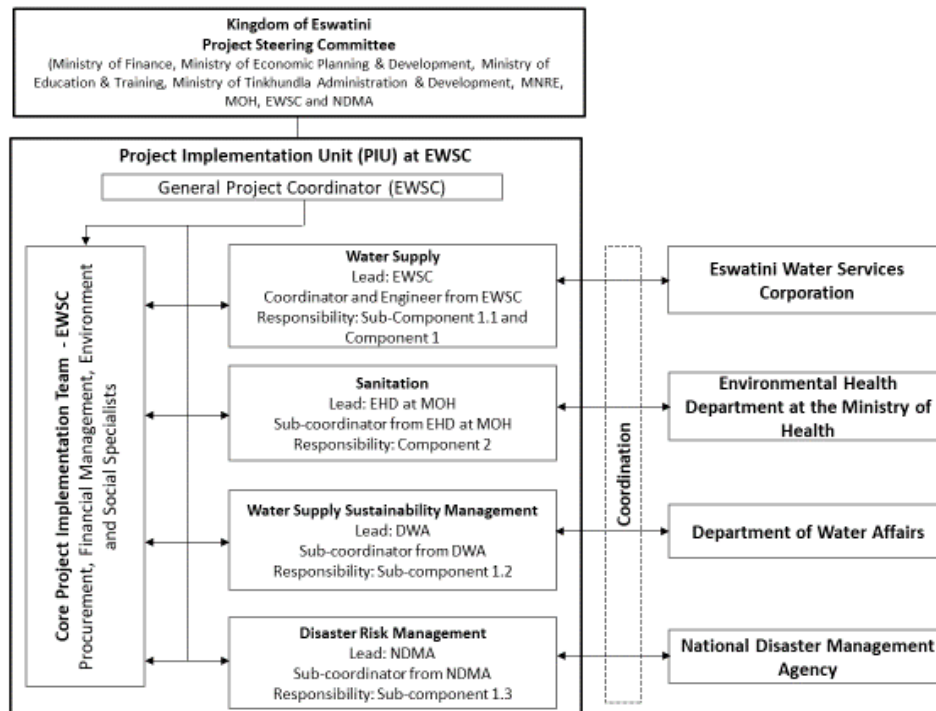 Kingdom of Eswatini
Project Steering Committee
(Ministry of Finance, Ministry of Economic Planning & Development, Ministry of
Education & Training, Ministry of Tinkhundla Administration & Development, MNRE,
MOH, EWSC and NDMA
Project Implementation Unit (PIU) at EWSC
General Project Coordinator (EWSC)
Core Project Implementation Team - EWSC
Procurement, Financial Management, Environment
and Social Specialists
Water Supply
Lead: EWSC
Coordinator and Engineer from EWSC
Responsibility: Sub-Component 1.1 and
Component 1
Sanitation
Lead: EHD at MOH
Sub-coordinator from EHD at MOH
Responsibility: Component 2
Water Supply Sustainability Management
Lead: DWA
Sub-coordinator from DWA
Responsibility: Sub-component 1.2
Disaster Risk Management
Lead: NDMA
Sub-coordinator from NDMA
Responsibility: Sub-component 1.3
Coordination
Eswatini Water Services
Corporation
Environmental Health
Department at the Ministry of
Health
Department of Water Affairs
National Disaster Management
Agency